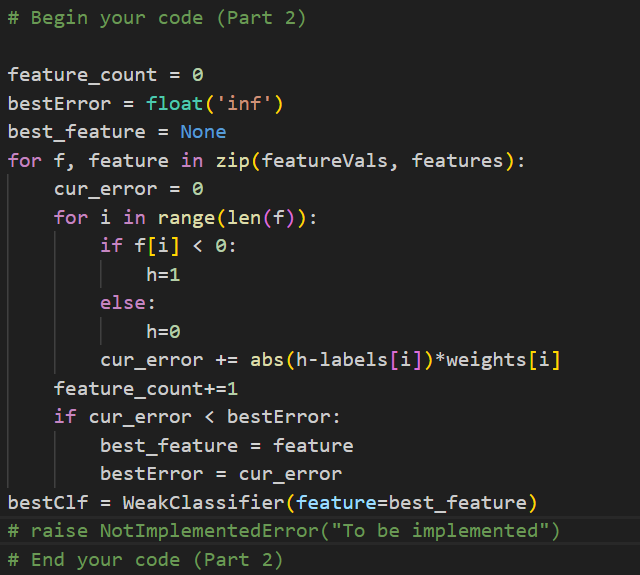 # Begin your code (Part 2)

feature_count = 0
bestError = float('inf')
best_feature = None
for f, feature in zip(featureVals, features):
    cur_error = 0
    for i in range(len(f)):
        if f[i] < 0:
            h=1
        else:
            h=0
        cur_error += abs(h-labels[i])*weights[i]
    feature_count+=1
    if cur_error < bestError:
        best_feature = feature
        bestError = cur_error
bestClf = WeakClassifier(feature=best_feature)
# raise NotImplementedError("To be implemented")
# End your code (Part 2)